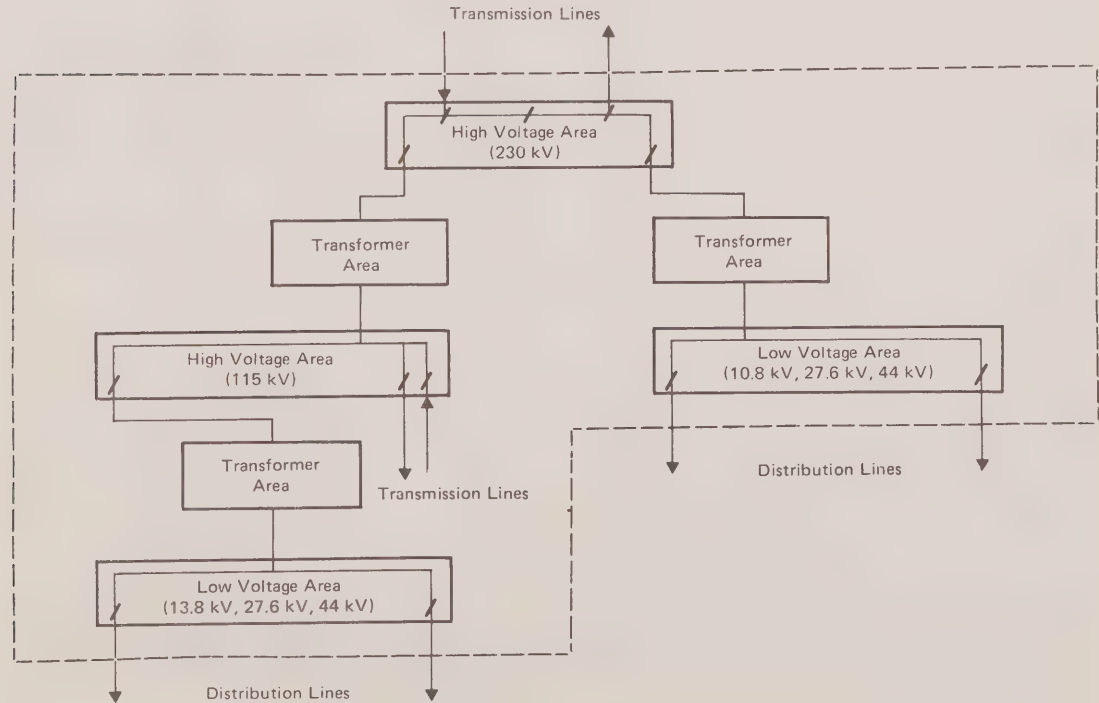 Transmission Lines
High Voltage Area
(230 kV)
Transformer
Area
Transformer
Area
High Voltage Area
(115 kV)
Low Voltage Area
(10.8 kV, 27.6 kV, 44 kV)
Transformer
Area
Transmission Lines
Distribution Lines
Low Voltage Area
(13.8 kV, 27.6 kV, 44 kV)
Distribution Lines